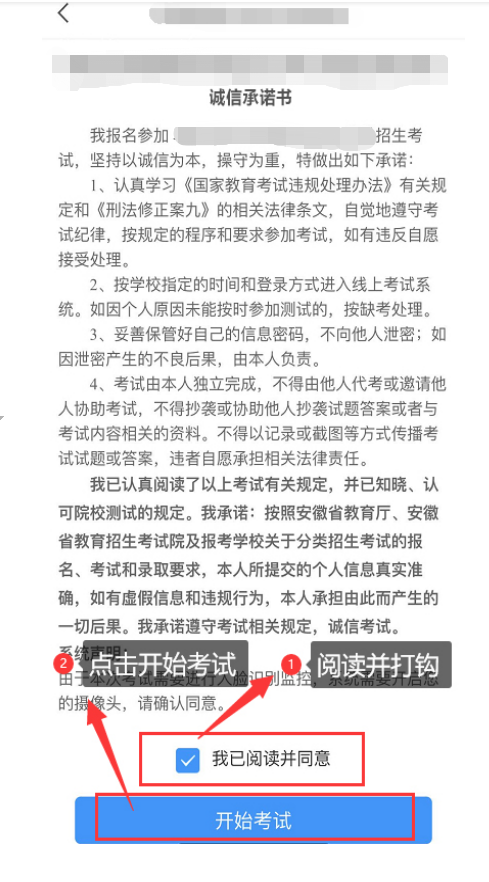 诚信承诺书
我报名参加
招生考
试，坚持以诚信为本，操守为重，特做出如下承诺：
1、认真学习《国家教育考试违规处理办法》有关规
定和《刑法修正案九》的相关法律条文，自觉地遵守考
试纪律，按规定的程序和要求参加考试，如有违反自愿
接受处理。
2、按学校指定的时间和登录方式进入线上考试系
统。如因个人原因未能按时参加测试的，按缺考处理。
3、妥善保管好自己的信息密码，不向他人泄密；如
因泄密产生的不良后果，由本人负责。
4、考试由本人独立完成，不得由他人代考或邀请他
人协助考试，不得抄袭或协助他人抄袭试题答案或者与
考试内容相关的资料。不得以记录或截图等方式传播考
试试题或答案，违者自愿承担相关法律责任。
我已认真阅读了以上考试有关规定，并已知晓、认
可院校测试的规定。我承诺：按照安徽省教育厅、安徽
省教育招生考试院及报考学校关于分类招生考试的报
名、考试和录取要求，本人所提交的个人信息真实准
确，如有虚假信息和违规行为，本人承担由此而产生的
一切后果。我承诺遵守考试相关规定，诚信考试。
系统声明：
2 点击开始考试
1 阅读并打钩
由于本次考试需要进行人脸识别监控，系统需要开启您
的摄像头，请确认同意。
我已阅读并同意
开始考试